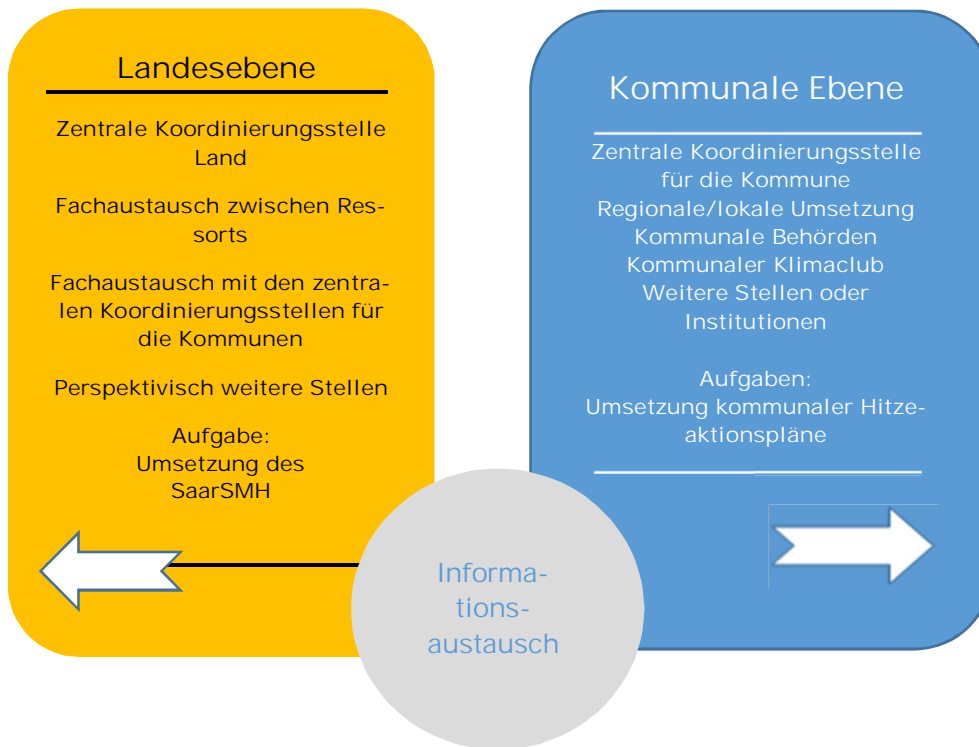 Landesebene
Zentrale Koordinierungsstelle
Land
Fachaustausch zwischen Res-
sorts
Fachaustausch mit den zentra-
len Koordinierungsstellen für
die Kommunen
Perspektivisch weitere Stellen
Aufgabe:
Umsetzung des
SaarSMH
Kommunale Ebene
Zentrale Koordinierungsstelle
für die Kommune
Regionale/lokale Umsetzung
Kommunale Behörden
Kommunaler Klimaclub
Weitere Stellen oder
Institutionen
Aufgaben:
Umsetzung kommunaler Hitze-
aktionspläne
Informa-
tions-
austausch